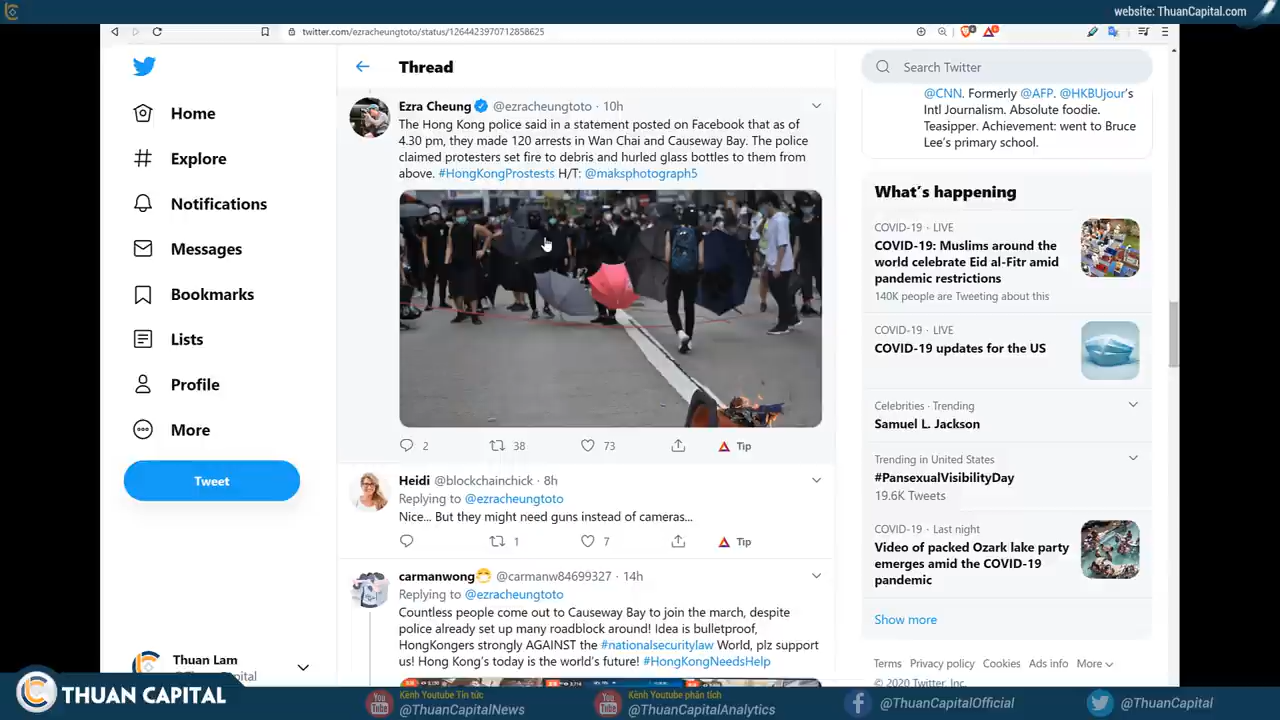 website: ThuanCapital.com
twitter.com/ezracheungtoto/status/1264423970712858625
Home
Explore
Notifications
Messages
Bookmarks
Lists
Profile
More
Tweet
Thuan Lam
Thread
Ezra Cheung @ezracheungtoto · 10h
The Hong Kong police said in a statement posted on Facebook that as of
4.30 pm, they made 120 arrests in Wan Chai and Causeway Bay. The police
claimed protesters set fire to debris and hurled glass bottles to them from
above. #HongKongProstests H/T: @maksphotograph5
2 38 73 Tip
Heidi @blockchainchick · 8h
Replying to @ezracheungtoto
Nice... But they might need guns instead of cameras...
1 7 Tip
carmanwong😷 @carmanw84699327 · 14h
Replying to @ezracheungtoto
Countless people come out to Causeway Bay to join the march, despite
police already set up many roadblock around! Idea is bulletproof,
HongKongers strongly AGAINST the #nationalsecuritylaw World, plz support
us! Hong Kong's today is the world's future! #HongKongNeedsHelp
Search Twitter
@CNN. Formerly @AFP. @HKBUjour's
Intl Journalism. Absolute foodie.
Teasipper. Achievement: went to Bruce
Lee's primary school.
What's happening
COVID-19 · LIVE
COVID-19: Muslims around the
world celebrate Eid al-Fitr amid
pandemic restrictions
140K people are Tweeting about this
COVID-19 · LIVE
COVID-19 updates for the US
Celebrities · Trending
Samuel L. Jackson
Trending in United States
#PansexualVisibilityDay
19.6K Tweets
COVID-19 · Last night
Video of packed Ozark lake party
emerges amid the COVID-19
pandemic
Show more
Terms Privacy policy Cookies Ads info More
© 2020 Twitter, Inc.
THUAN CAPITAL
You Tube
Kênh Youtube Tin tức
@ThuanCapitalNews
You Tube
Kênh Youtube phân tích
@ThuanCapitalAnalytics
@ThuanCapitalOfficial
@ThuanCapital